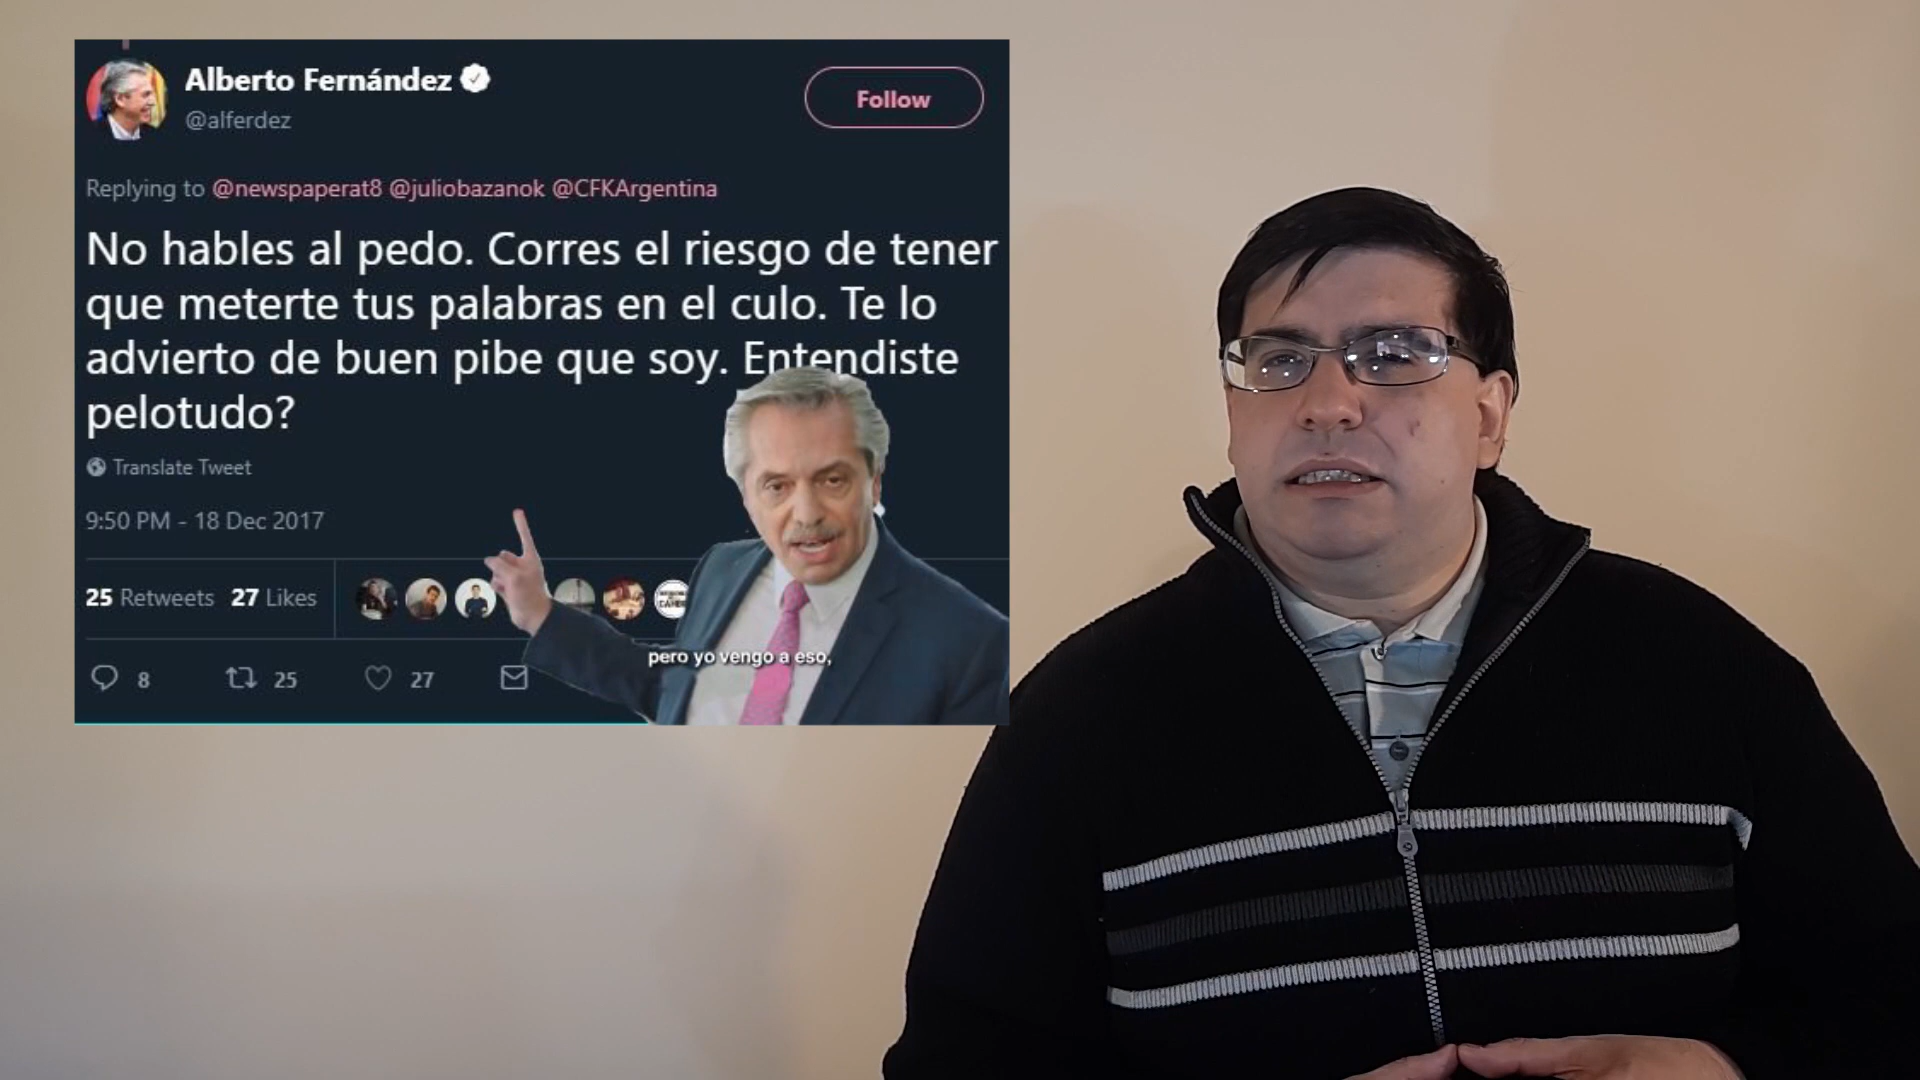 Alberto Fernández
@alferdez
Follow
Replying to @newspaperat8 @juliobazanok @CFKArgentina
No hables al pedo. Corres el riesgo de tener
que meterte tus palabras en el culo. Te lo
advierto de buen pibe que soy. Entendiste
pelotudo?
Translate Tweet
9:50 PM - 18 Dec 2017
25 Retweets 27 Likes
pero yo vengo a eso,
8 25 27